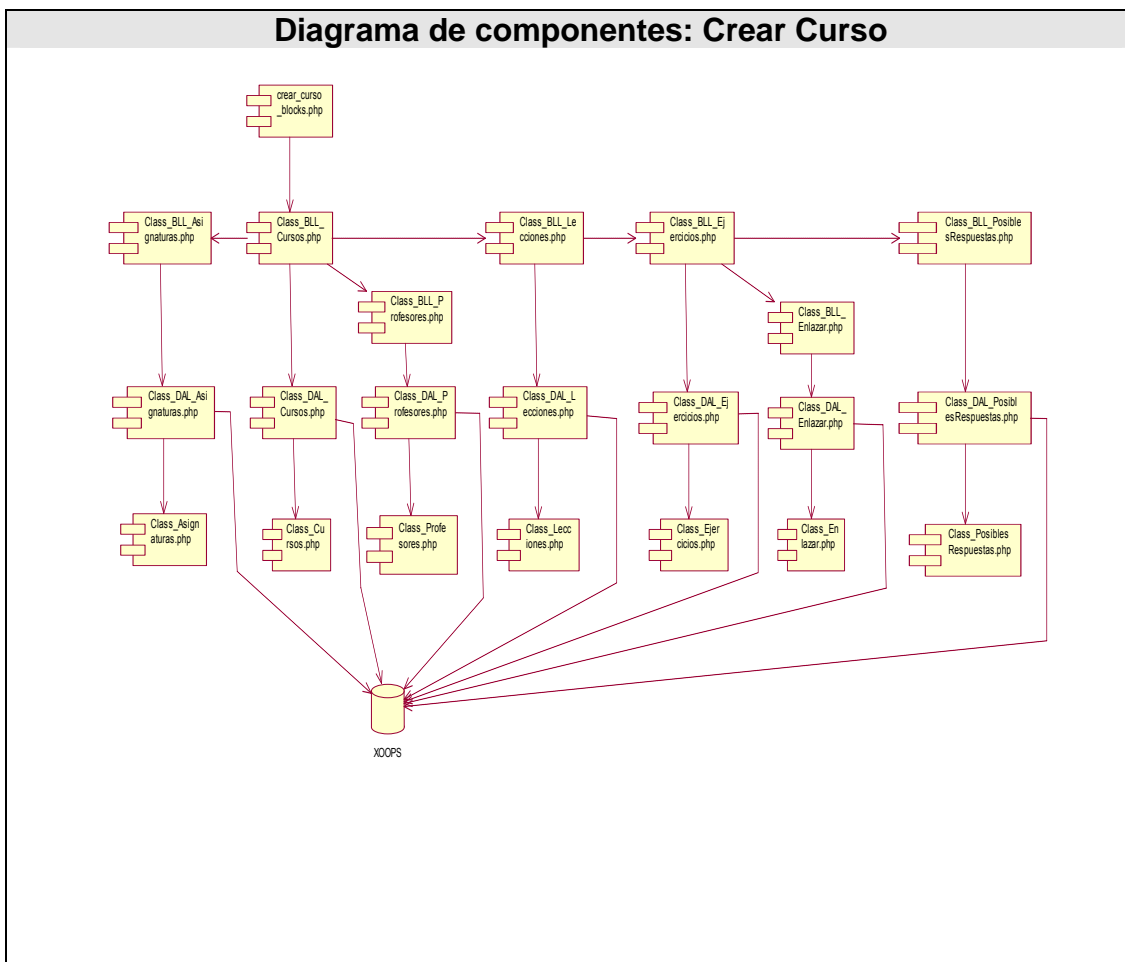 Diagrama de componentes: Crear Curso
crear_curso
_blocks.php
Class_BLL_Asi
gnaturas.php
Class_BLL_
Cursos.php
Class_BLL_Le
cciones.php
Class_BLL_Ej
ercicios.php
Class_BLL_Posible
sRespuestas.php
Class_BLL_P
rofesores.php
Class_BLL_
Enlazar.php
Class_DAL_Asi
gnaturas.php
Class_DAL_
Cursos.php
Class_DAL_P
rofesores.php
Class_DAL_L
ecciones.php
Class_DAL_Ej
ercicios.php
Class_DAL_
Enlazar.php
Class_DAL_Posibl
esRespuestas.php
Class_Asign
aturas.php
Class_Cu
rsos.php
Class_Profe
sores.php
Class_Lecc
iones.php
Class_Ejer
cicios.php
Class_En
lazar.php
Class_Posibles
Respuestas.php
XOOPS